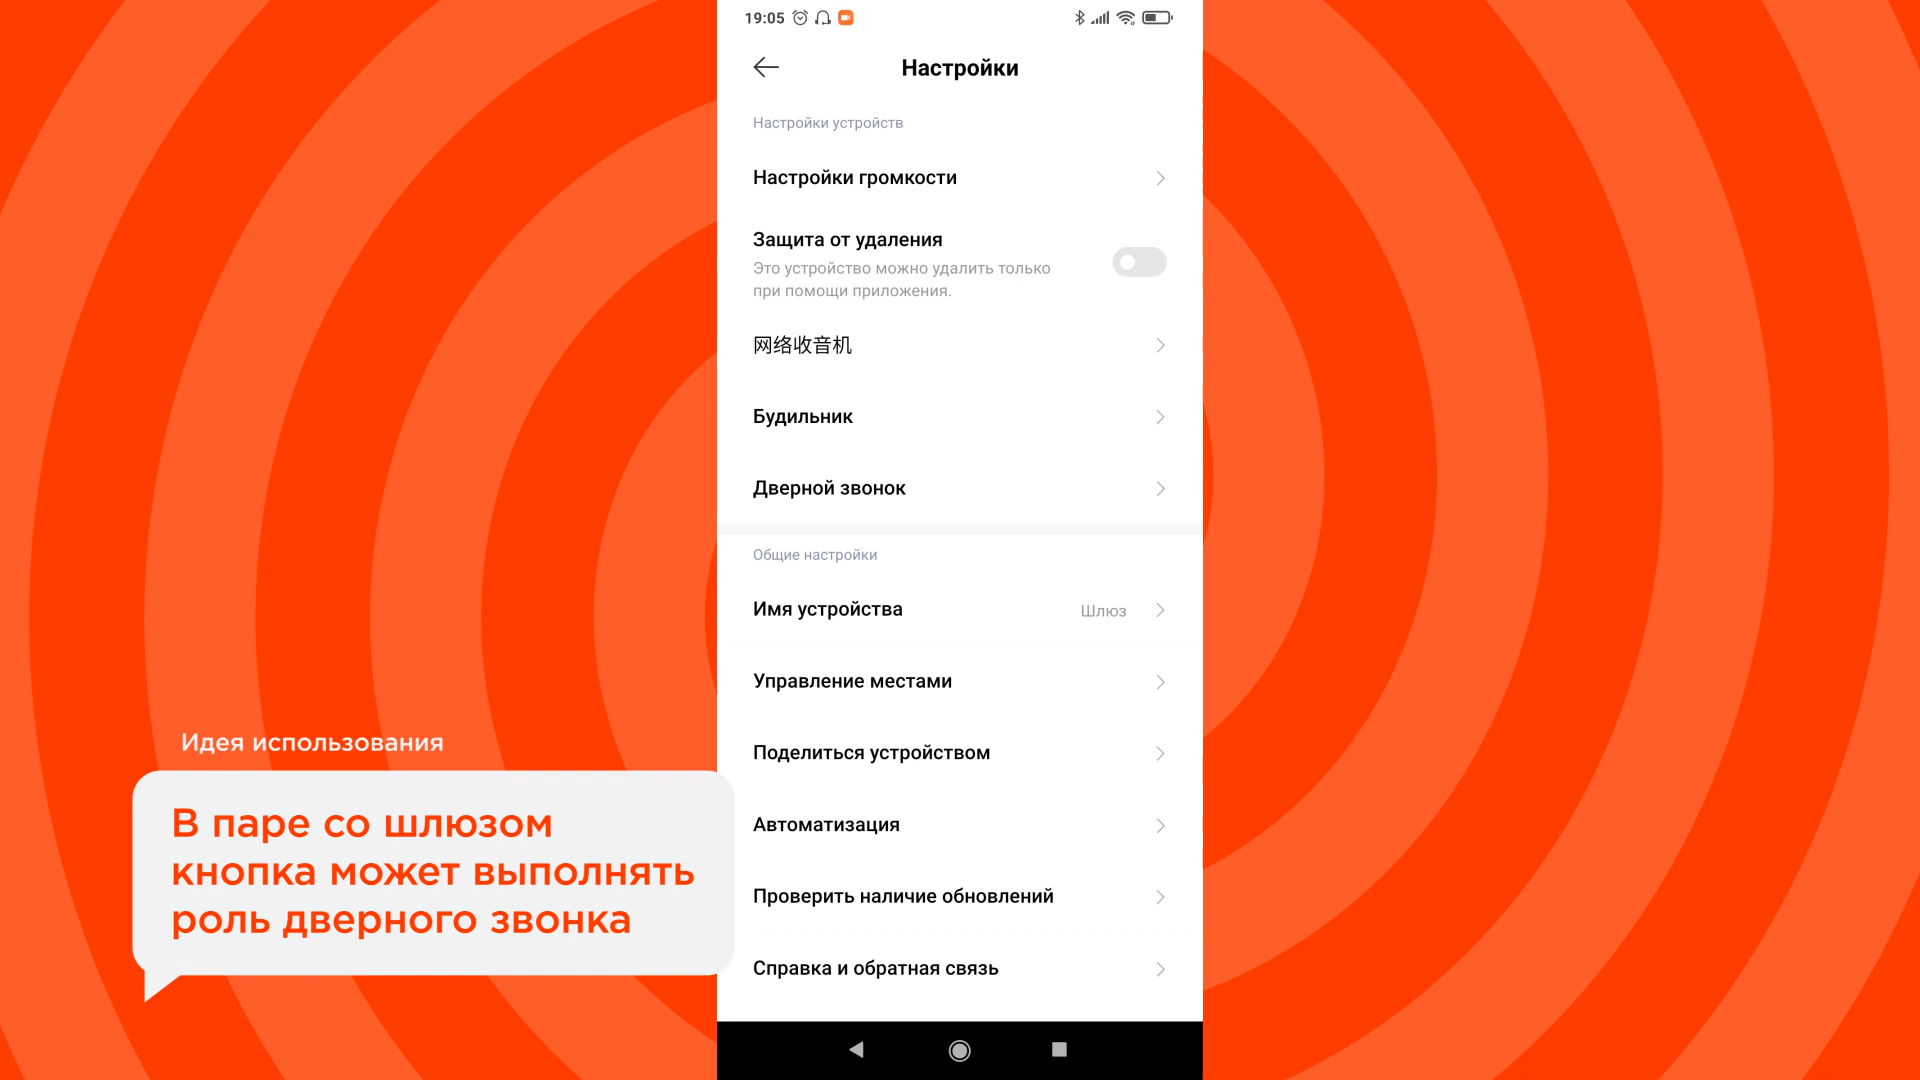 19:05
Настройки
Настройки устройств
Настройки громкости
Защита от удаления
Это устройство можно удалить только
при помощи приложения.
网络收音机
Будильник
Дверной звонок
Общие настройки
Имя устройства
Шлюз
Управление местами
Поделиться устройством
Автоматизация
Проверить наличие обновлений
Справка и обратная связь
Идея использования
В паре со шлюзом
кнопка может выполнять
роль дверного звонка